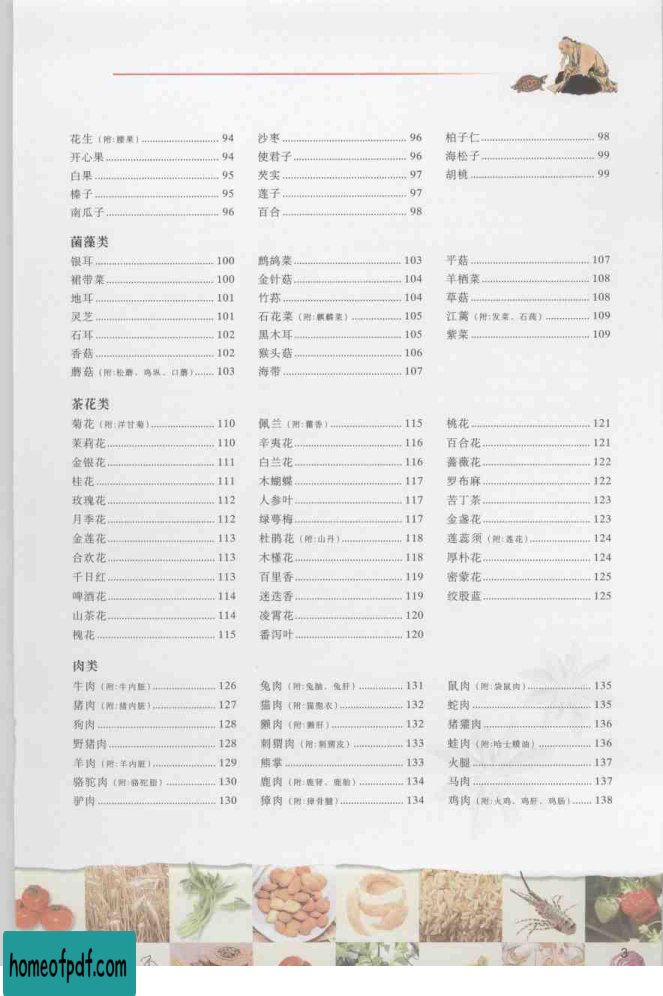 花生（附:腰果） 94
开心果 94
白果 95
榛子 95
南瓜子 96
沙枣 96
使君子 96
芡实 97
莲子 97
百合 98
柏子仁 98
海松子 99
胡桃 99
菌藻类
银耳 100
裙带菜 100
地耳 101
灵芝 101
石耳 102
香菇 102
蘑菇（附:松蘑、鸡纵、口蘑） 103
鹧鸪菜 103
金针菇 104
竹荪 104
石花菜（附:麒麟菜） 105
黑木耳 105
猴头菇 106
海带 107
平菇 107
羊栖菜 108
草菇 108
江蓠（附:发菜、石莼） 109
紫菜 109
茶花类
菊花（附:洋甘菊） 110
茉莉花 110
金银花 111
桂花 111
玫瑰花 112
月季花 112
金莲花 113
合欢花 113
千日红 113
啤酒花 114
山茶花 114
槐花 115
佩兰（附:藿香） 115
辛夷花 116
白兰花 116
木蝴蝶 117
人参叶 117
绿萼梅 117
杜鹃花（附:山丹） 118
木槿花 118
百里香 119
迷迭香 119
凌霄花 120
番泻叶 120
桃花 121
百合花 121
蔷薇花 122
罗布麻 122
苦丁茶 123
金盏花 123
莲蕊须（附:莲花） 124
厚朴花 124
密蒙花 125
绞股蓝 125
肉类
牛肉（附:牛内脏） 126
猪肉（附:猪内脏） 127
狗肉 128
野猪肉 128
羊肉（附:羊内脏） 129
骆驼肉（附:骆驼脂） 130
驴肉 130
兔肉（附:兔脑、兔肝） 131
猫肉（附:猫胞衣） 132
獭肉（附:獭肝） 132
刺猬肉（附:刺猬皮） 133
熊掌 133
鹿肉（附:鹿肾、鹿胎） 134
獐肉（附:獐骨髓） 134
鼠肉（附:袋鼠肉） 135
蛇肉 135
猪獾肉 136
蛙肉（附:哈士蟆油） 136
火腿 137
马肉 137
鸡肉（附:火鸡、鸡肝、鸡肠） 138
3
homeofpdf.com